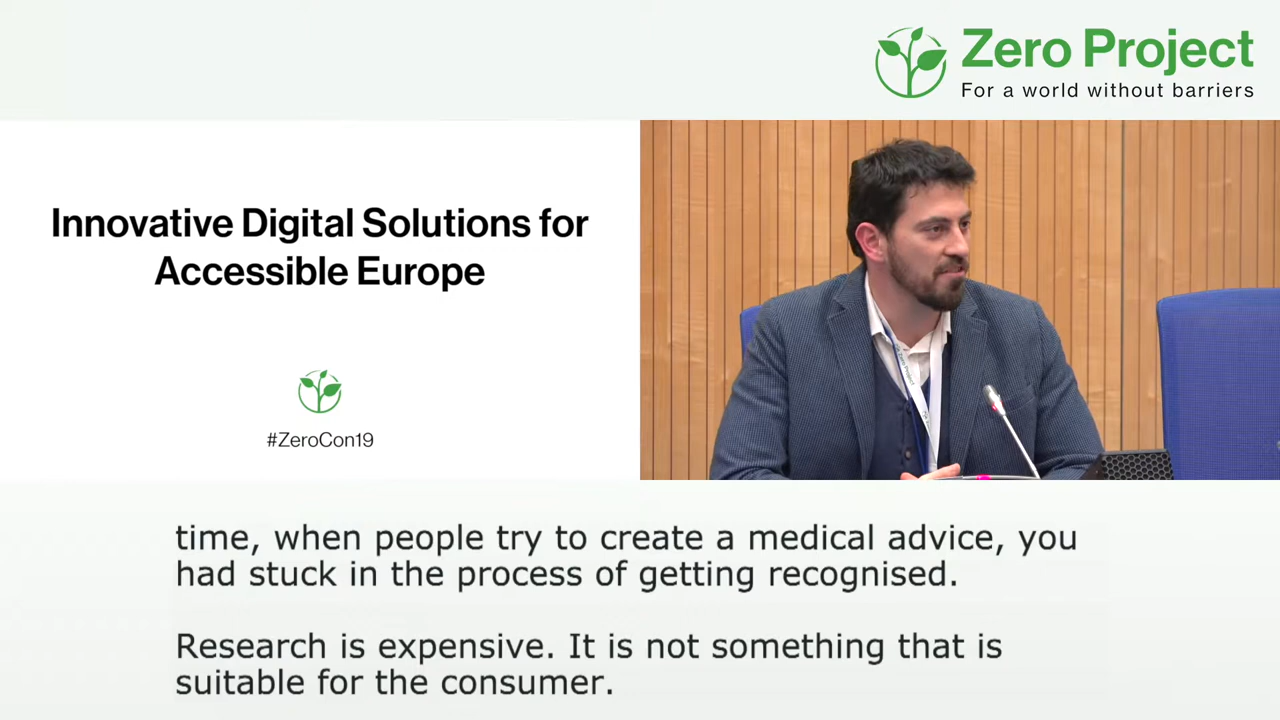 Zero Project
For a world without barriers
Innovative Digital Solutions for
Accessible Europe
#ZeroCon19
Zero Project
time, when people try to create a medical advice, you
had stuck in the process of getting recognised.
Research is expensive. It is not something that is
suitable for the consumer.